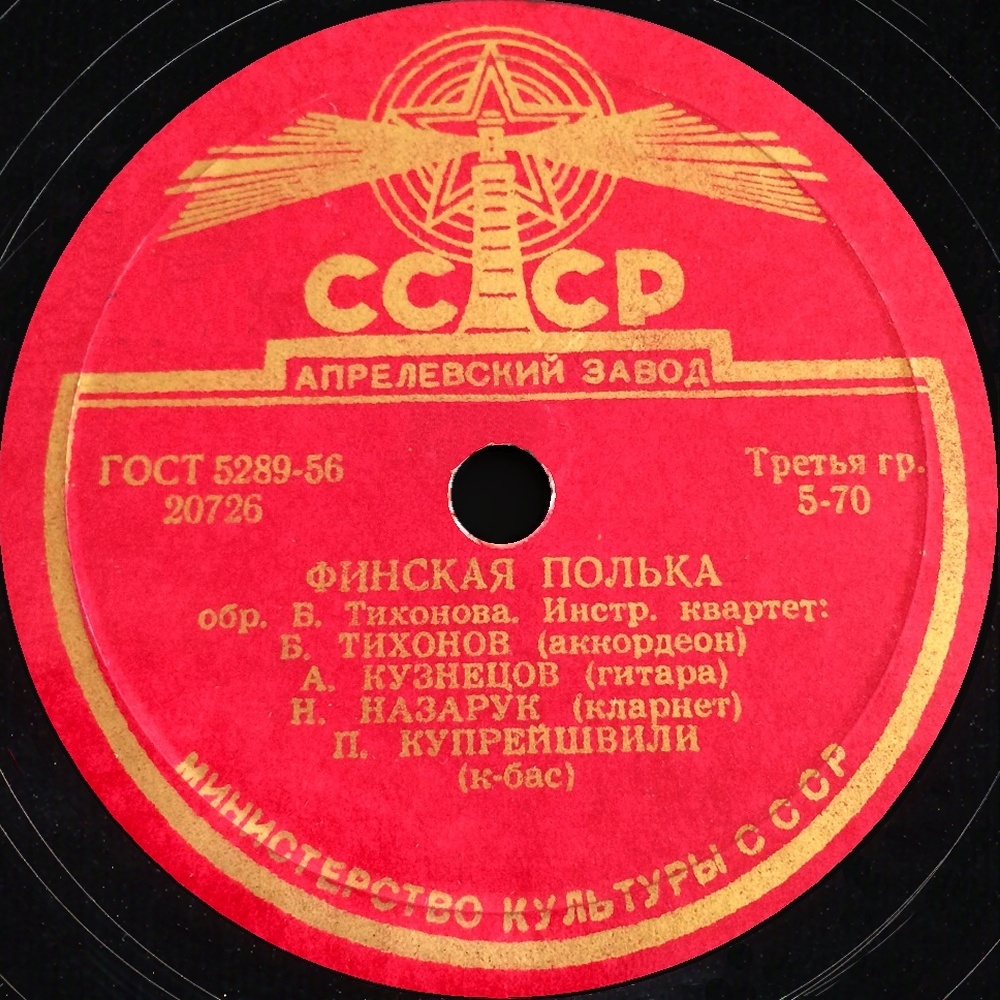 СССР
АПРЕЛЕВСКИЙ ЗАВОД
ГОСТ 5289-56
20726
Третья гр.
5-70
ФИНСКАЯ ПОЛЬКА
обр. Б. Тихонова. Инстр. квартет:
Б. ТИХОНОВ (аккордеон)
А. КУЗНЕЦОВ (гитара)
Н. НАЗАРУК (кларнет)
П. КУПРЕЙШВИЛИ
(к-бас)
МИНИСТЕРСТВО КУЛЬТУРЫ СССР